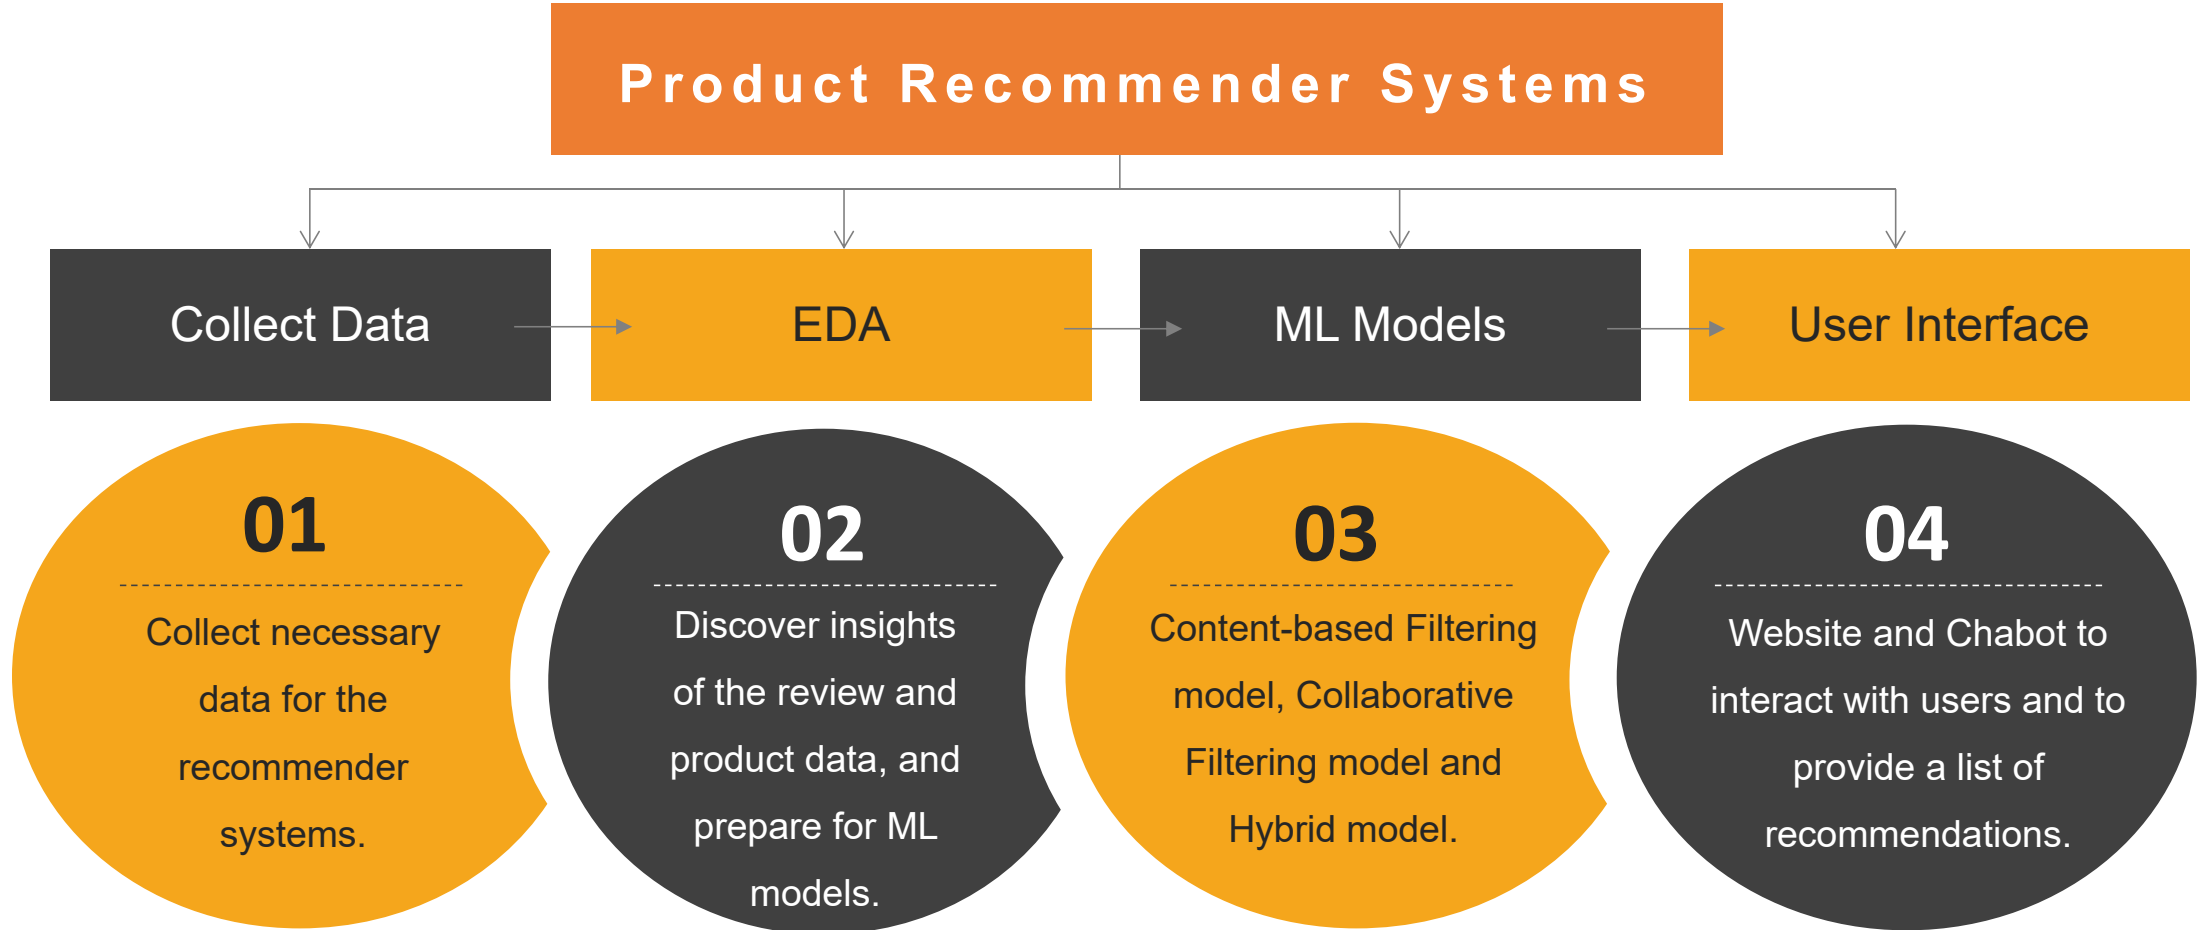 Product Recommender Systems
Collect Data
EDA
ML Models
User Interface
01
Collect necessary
data for the
recommender
systems.
02
Discover insights
of the review and
product data, and
prepare for ML
models.
03
Content-based Filtering
model, Collaborative
Filtering model and
Hybrid model.
04
Website and Chabot to
interact with users and to
provide a list of
recommendations.